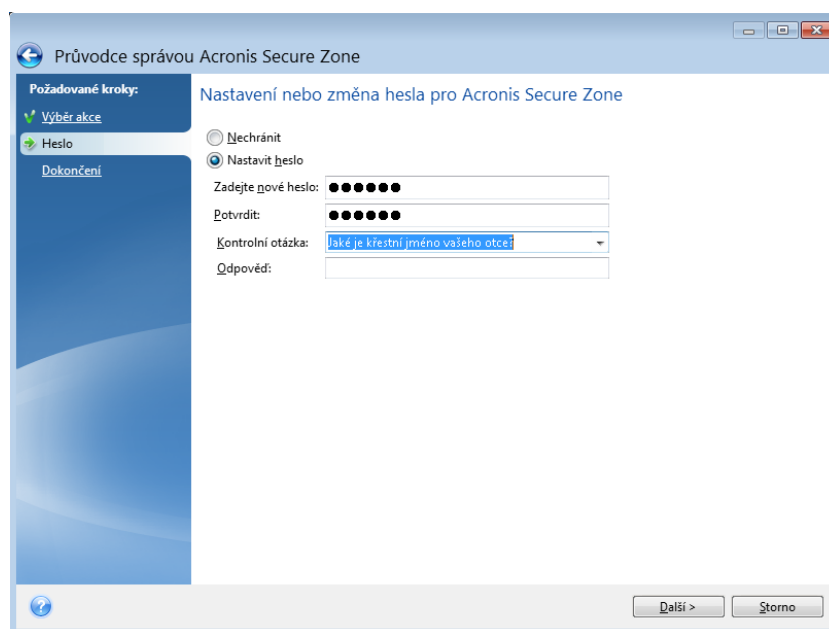 Průvodce správou Acronis Secure Zone
Požadované kroky:
Výběr akce
Heslo
Dokončení
Nastavení nebo změna hesla pro Acronis Secure Zone
Nechránit
Nastavit heslo
Zadejte nové heslo: ●●●●●●
Potvrdit: ●●●●●●
Kontrolní otázka: Jaké je křestní jméno vašeho otce?
Odpověď:
Další >
Storno